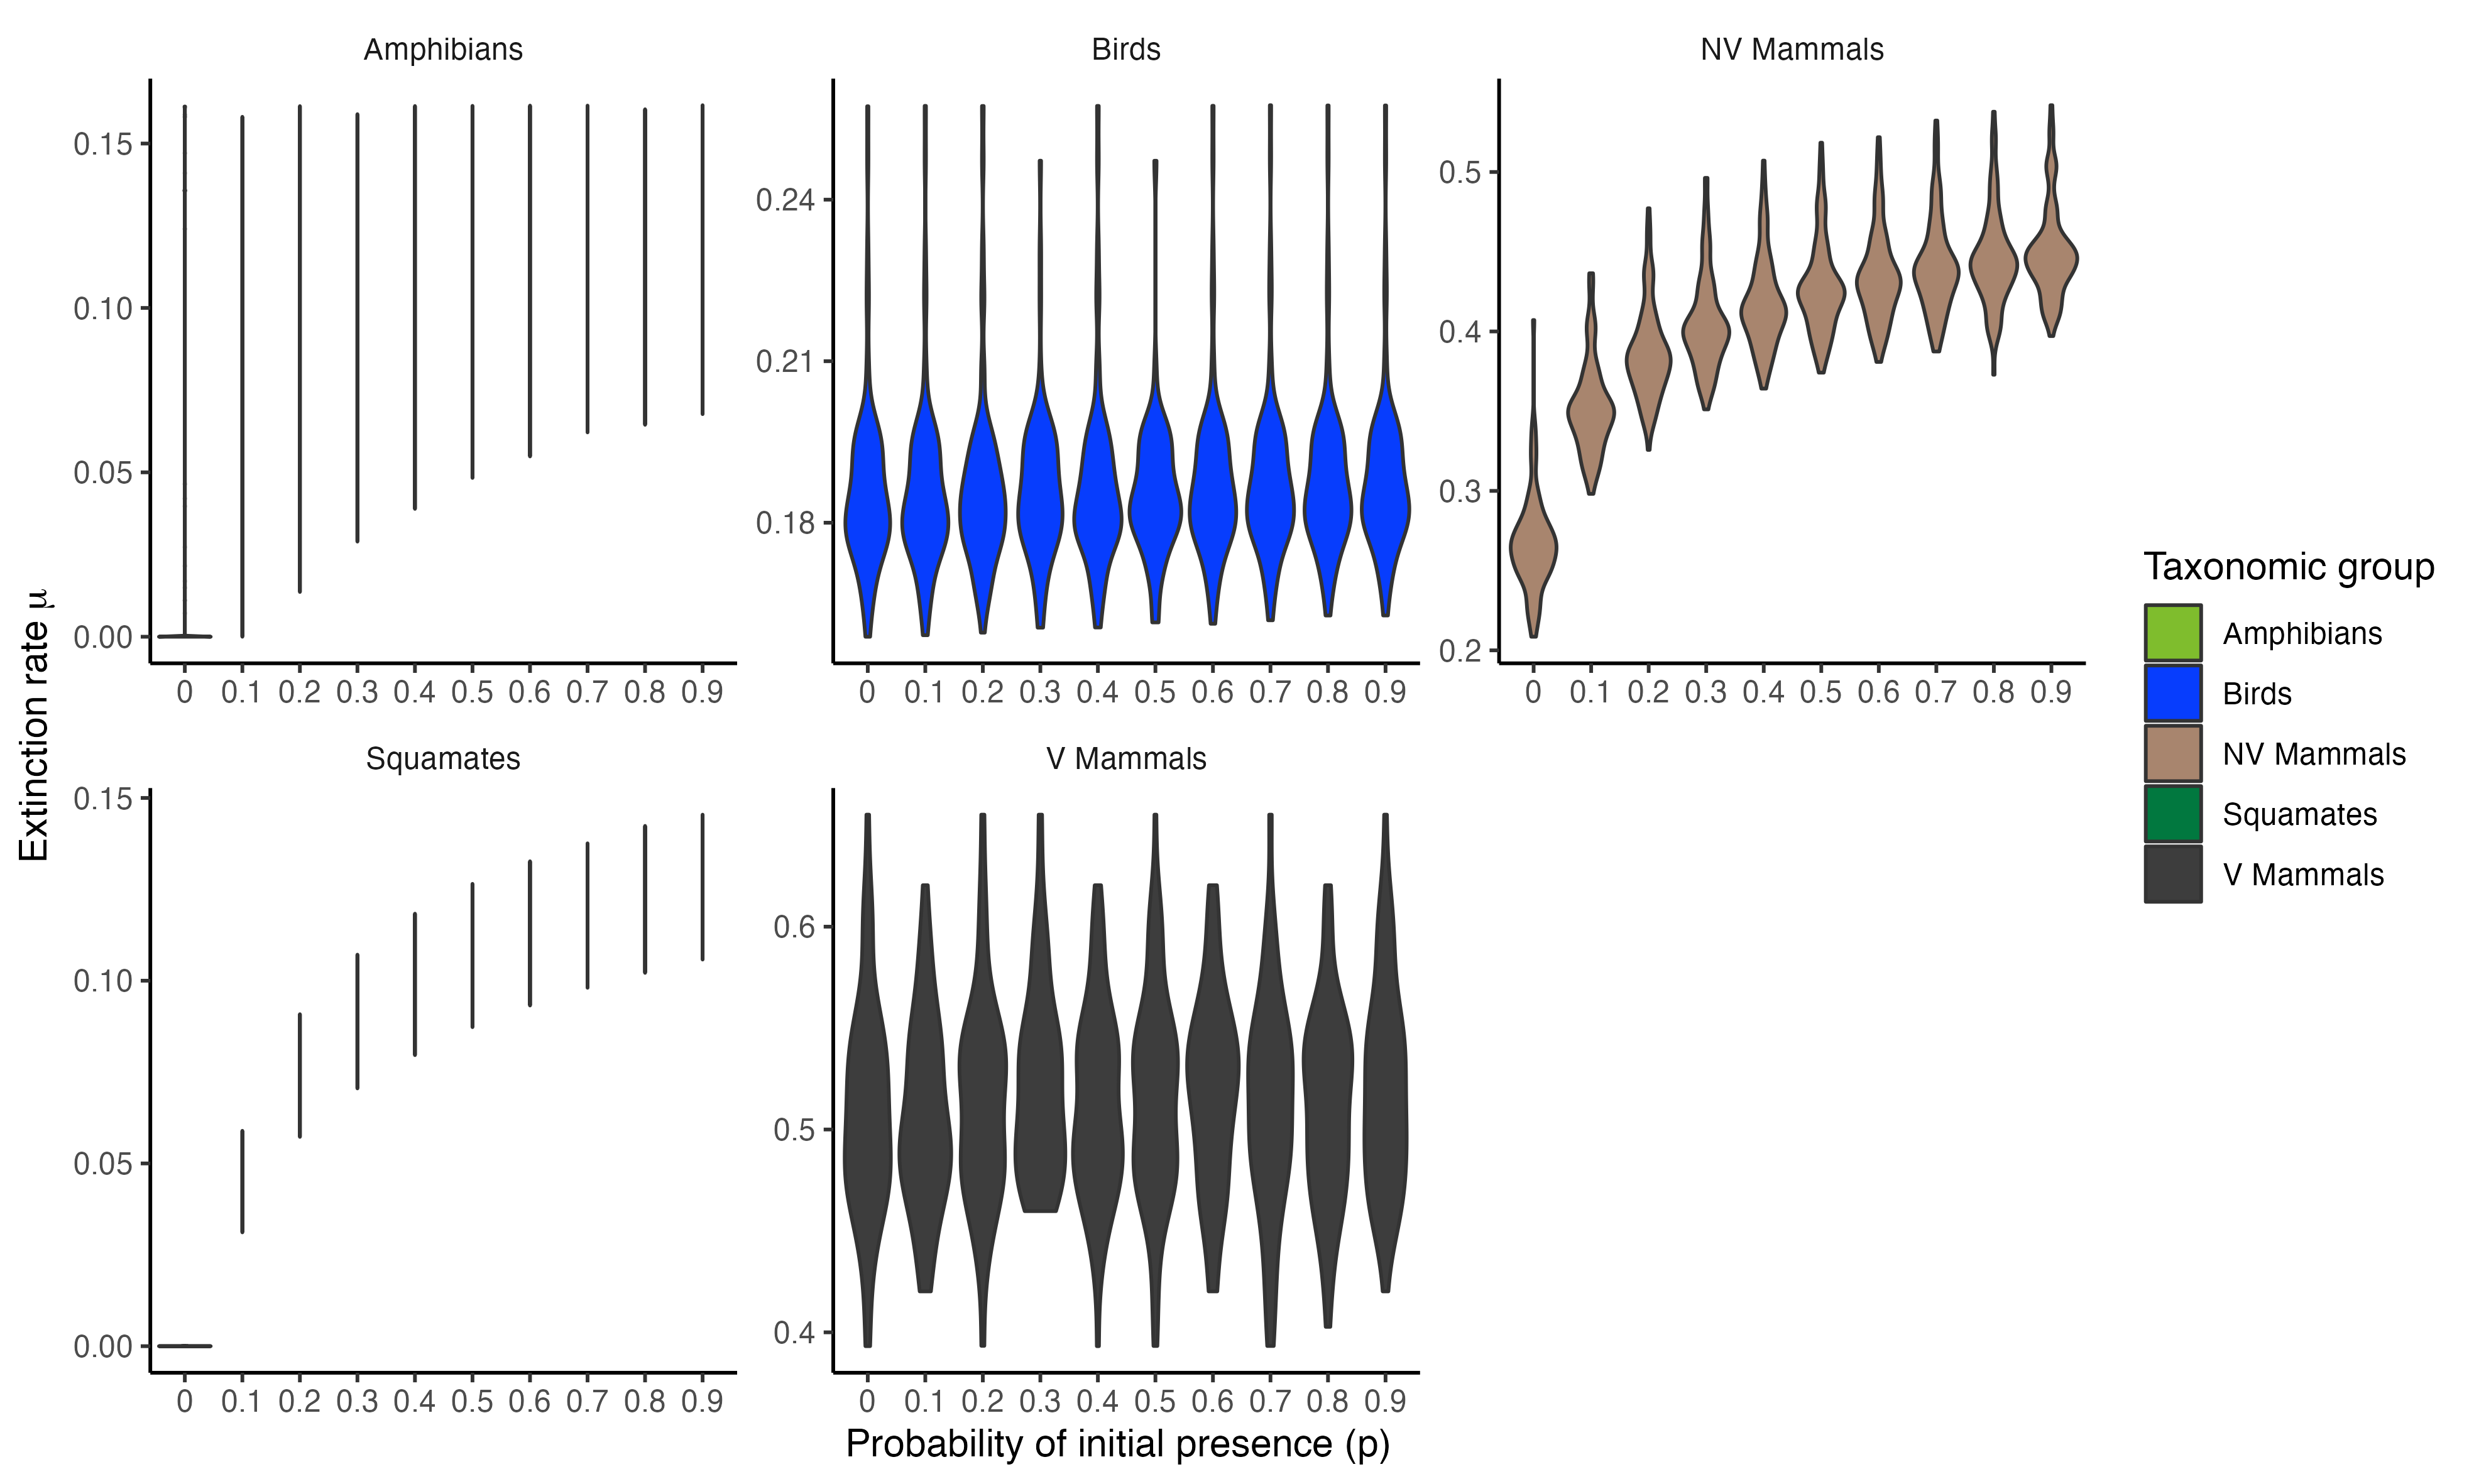 Amphibians
Birds
NV Mammals
0.15
0.10
0.05
0.00
0.24
0.21
0.18
0.5
0.4
0.3
0.2
0 0.1 0.2 0.3 0.4 0.5 0.6 0.7 0.8 0.9
0 0.1 0.2 0.3 0.4 0.5 0.6 0.7 0.8 0.9
0 0.1 0.2 0.3 0.4 0.5 0.6 0.7 0.8 0.9
Extinction rate μ
Squamates
V Mammals
0.15
0.10
0.05
0.00
0.6
0.5
0.4
0 0.1 0.2 0.3 0.4 0.5 0.6 0.7 0.8 0.9
0 0.1 0.2 0.3 0.4 0.5 0.6 0.7 0.8 0.9
Probability of initial presence (p)
Taxonomic group
Amphibians
Birds
NV Mammals
Squamates
V Mammals